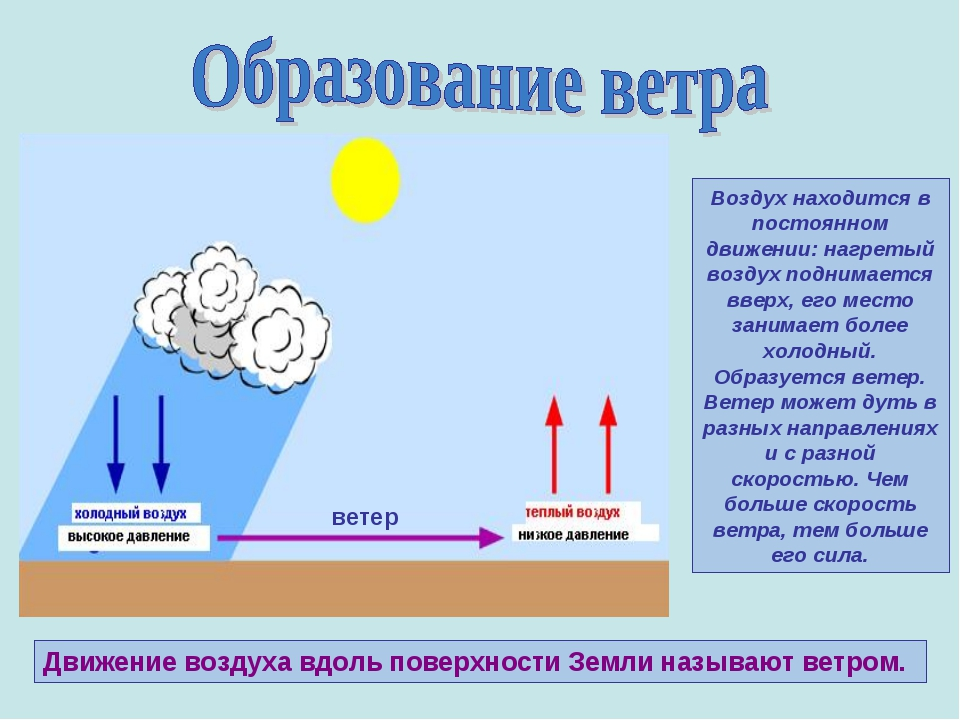 Образование ветра
Воздух находится в
постоянном
движении: нагретый
воздух поднимается
вверх, его место
занимает более
холодный.
Образуется ветер.
Ветер может дуть в
разных направлениях
и с разной
скоростью. Чем
больше скорость
ветра, тем больше
его сила.
холодный воздух
высокое давление
ветер
теплый воздух
низкое давление
Движение воздуха вдоль поверхности Земли называют ветром.